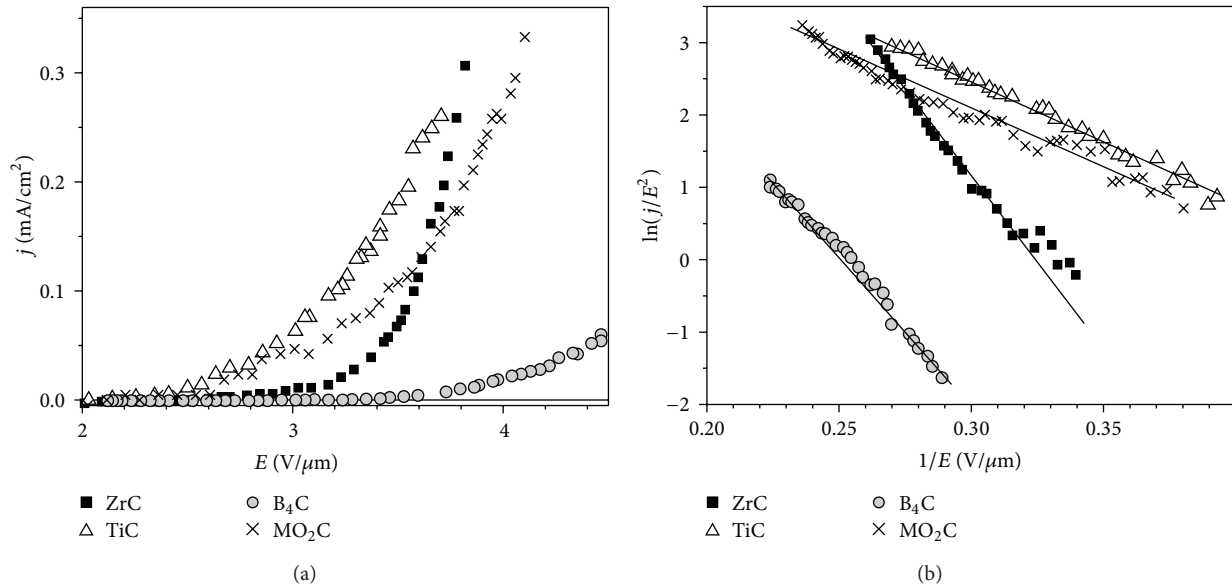 0.3
0.2
0.1
0.0
j (mA/cm²)
2
3
4
E (V/μm)
ZrC
TiC
B₄C
MO₂C
(a)
3
2
1
0
−1
−2
ln(j/E²)
0.20
0.25
0.30
0.35
1/E (V/μm)
ZrC
TiC
B₄C
MO₂C
(b)